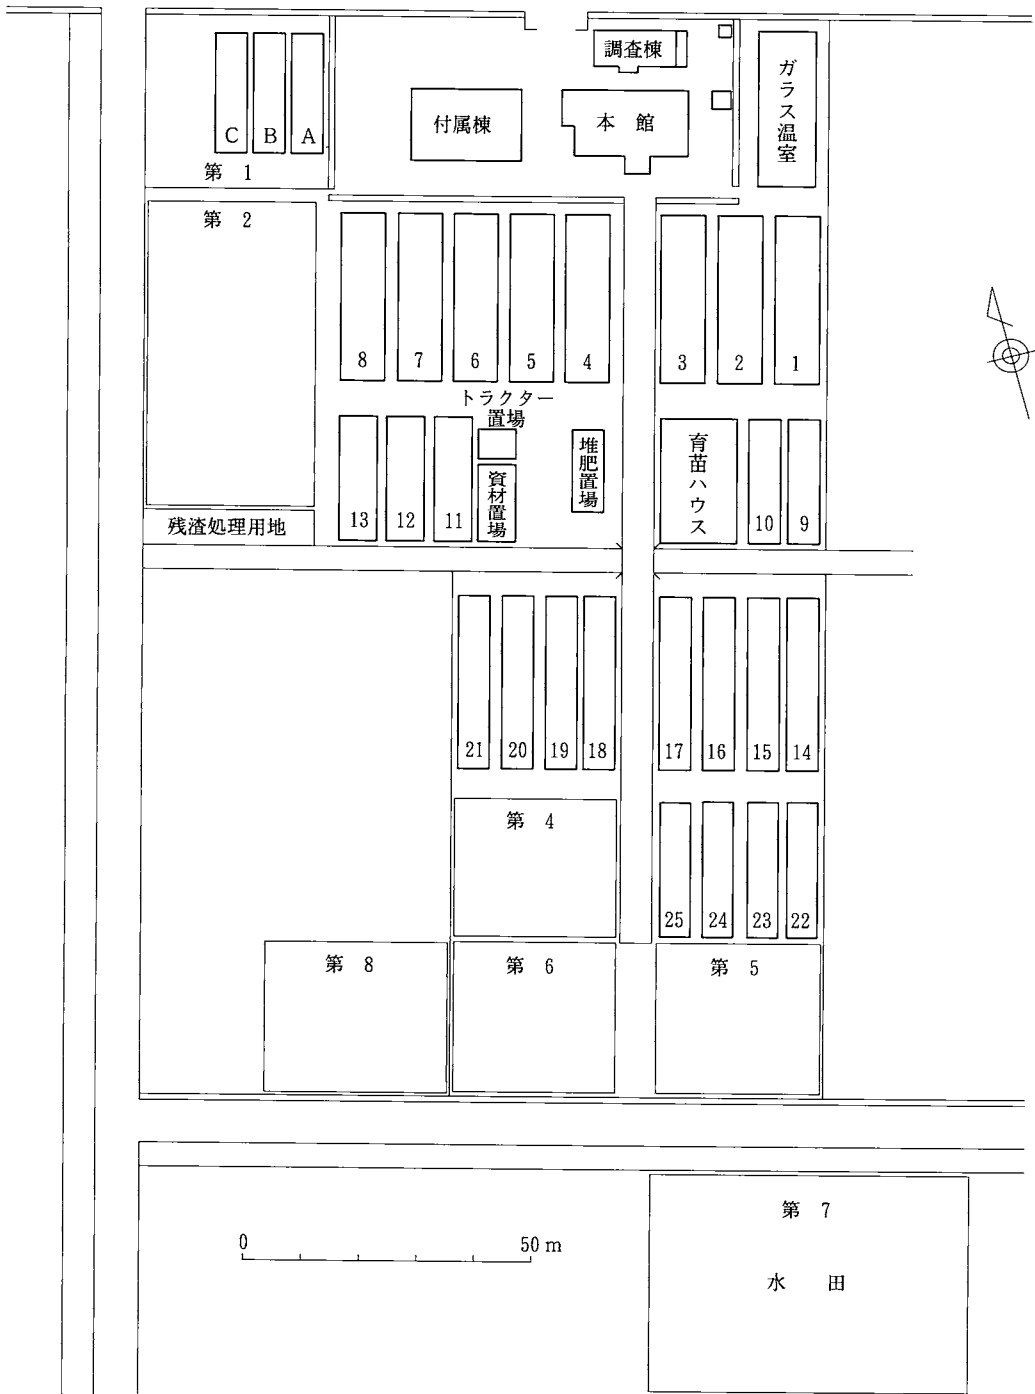 調査棟
ガラス温室
付属棟
本館
C B A
第 1
第 2
8 7 6 5 4 3 2 1
トラクター
置場
堆肥置場
育苗ハウス
資材置場
13 12 11 10 9
残渣処理用地
21 20 19 18 17 16 15 14
第 4
25 24 23 22
第 8
第 6
第 5
第 7
0 50 m
水田